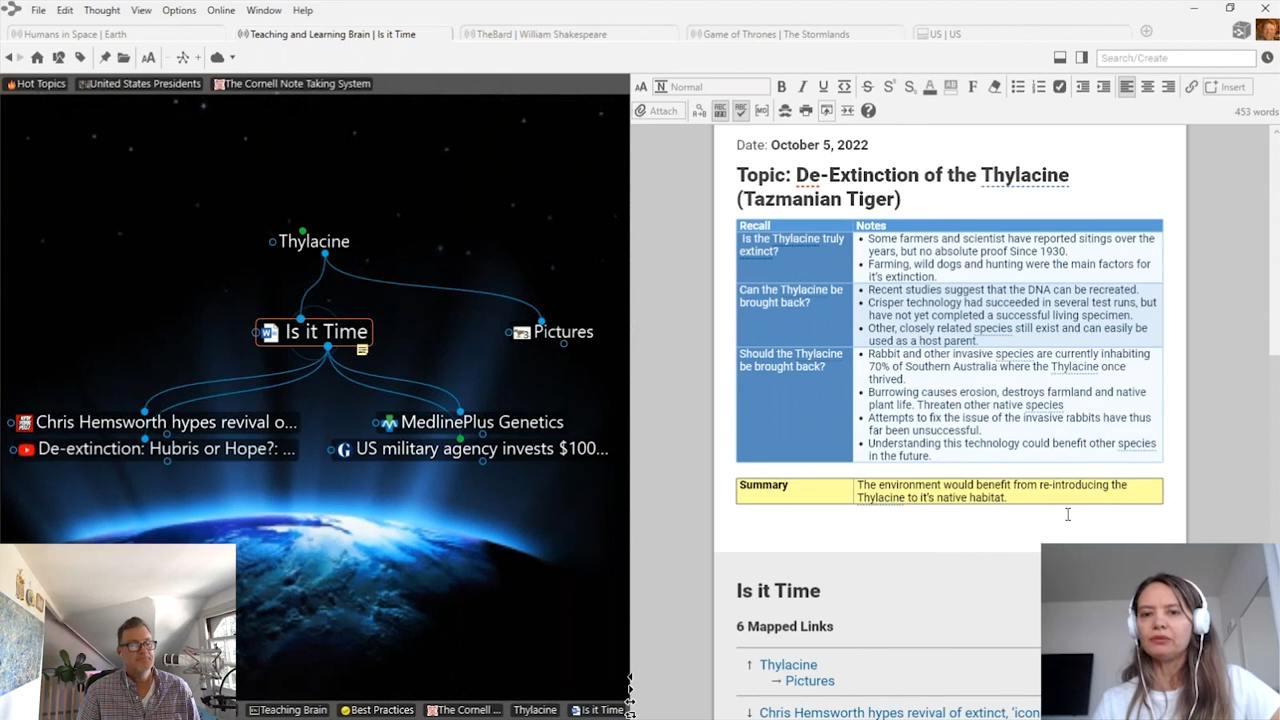 File Edit View Thought Options Online Window Help
Humans in Space | Earth
Teaching and Learning Brain | Is it Time
TheBard | William Shakespeare
Game of Thrones | The Stormlands
US | US
Search/Create
Hot Topics
United States Presidents
The Cornell Note Taking System
Normal
Insert
Attach
453 words
Thylacine
Is it Time
Pictures
Chris Hemsworth hypes revival o...
De-extinction: Hubris or Hope?: ...
MedlinePlus Genetics
US military agency invests $100...
Teaching Brain
Best Practices
The Cornell ...
Thylacine
Is it Time
Date: October 5, 2022
Topic: De-Extinction of the Thylacine
(Tazmanian Tiger)
Recall Notes
Is the Thylacine truly
extinct?
• Some farmers and scientist have reported sitings over the
years, but no absolute proof Since 1930.
• Farming, wild dogs and hunting were the main factors for
it's extinction.
Can the Thylacine be
brought back?
• Recent studies suggest that the DNA can be recreated.
• Crisper technology had succeeded in several test runs, but
have not yet completed a successful living specimen.
• Other, closely related species still exist and can easily be
used as a host parent.
Should the Thylacine
be brought back?
• Rabbit and other invasive species are currently inhabiting
70% of Southern Australia where the Thylacine once
thrived.
• Burrowing causes erosion, destroys farmland and native
plant life. Threaten other native species
• Attempts to fix the issue of the invasive rabbits have thus
far been unsuccessful.
• Understanding this technology could benefit other species
in the future.
Summary
The environment would benefit from re-introducing the
Thylacine to it's native habitat.
Is it Time
6 Mapped Links
↑ Thylacine
→ Pictures
↓ Chris Hemsworth hypes revival of extinct, 'icon